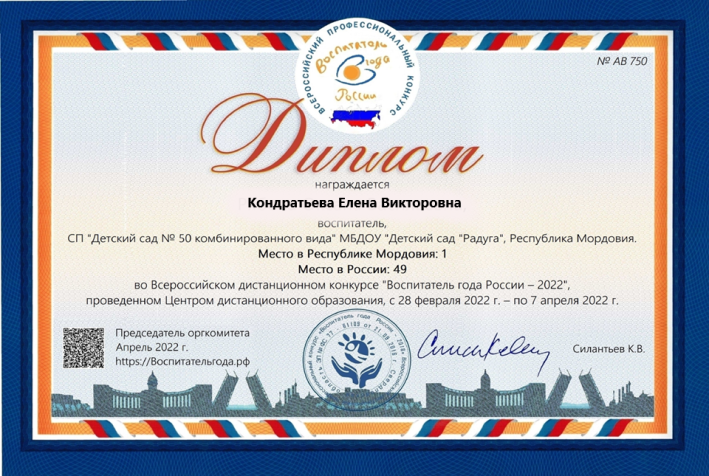 ВСЕРОССИЙСКИЙ ПРОФЕССИОНАЛЬНЫЙ КОНКУРС
Воспитатели
года
России
№ AB 750
Диплом
награждается
Кондратьева Елена Викторовна
воспитатель,
СП "Детский сад № 50 комбинированного вида" МБДОУ "Детский сад "Радуга", Республика Мордовия.
Место в Республике Мордовия: 1
Место в России: 49
во Всероссийском дистанционном конкурсе "Воспитатель года России – 2022",
проведенном Центром дистанционного образования, с 28 февраля 2022 г. – по 7 апреля 2022 г.
Председатель оргкомитета
Апрель 2022 г.
https://Воспитательгода.рф
Силантьев К.В.